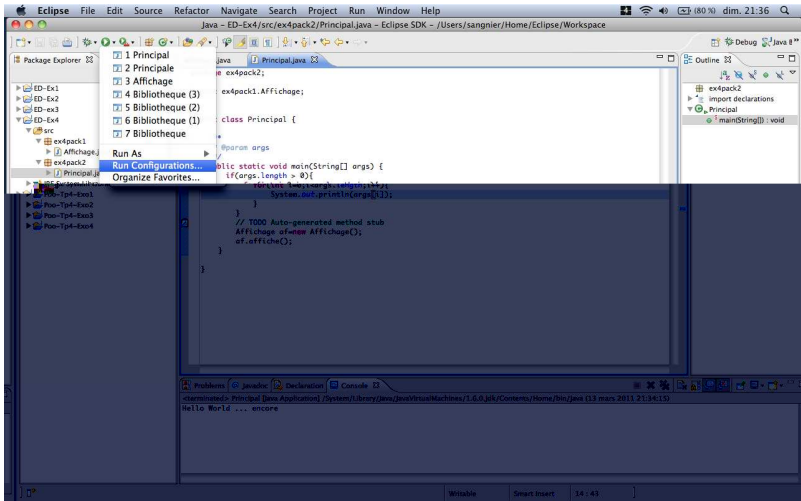 Eclipse File Edit Source Refactor Navigate Search Project Run Window Help (80 %) dim. 21:36
Java - ED-Ex4/src/ex4pack2/Principal.java - Eclipse SDK - /Users/sangnier/Home/Eclipse/Workspace
Debug Java
Package Explorer
ED-Ex1
ED-Ex2
ED-ex3
ED-Ex4
src
ex4pack1
Affichage.j
ex4pack2
Principal.ja
Poo-Tp4-Exo1
Poo-Tp4-Exo2
Poo-Tp4-Exo3
Poo-Tp4-Exo4
1 Principal
2 Principale
3 Affichage
4 Bibliotheque (3)
5 Bibliotheque (2)
6 Bibliotheque (1)
7 Bibliotheque
Run As
Run Configurations...
Organize Favorites...
.java Principal.java
ex4pack2;
ex4pack1.Affichage;
class Principal {
@param args
blic static void main(String[] args) {
if(args.length > 0){
System.out.println(args[i]);
}
}
// TODO Auto-generated method stub
Affichage af=new Affichage();
af.affiche();
}
}
Outline
ex4pack2
import declarations
Principal
main(String[]) : void
Problems @ Javadoc Declaration Console
<terminated> Principal [Java Application] /System/Library/Java/JavaVirtualMachines/1.6.0.jdk/Contents/Home/bin/java (13 mars 2011 21:34:15)
Hello World ... encore
Writable Smart Insert 14 : 43